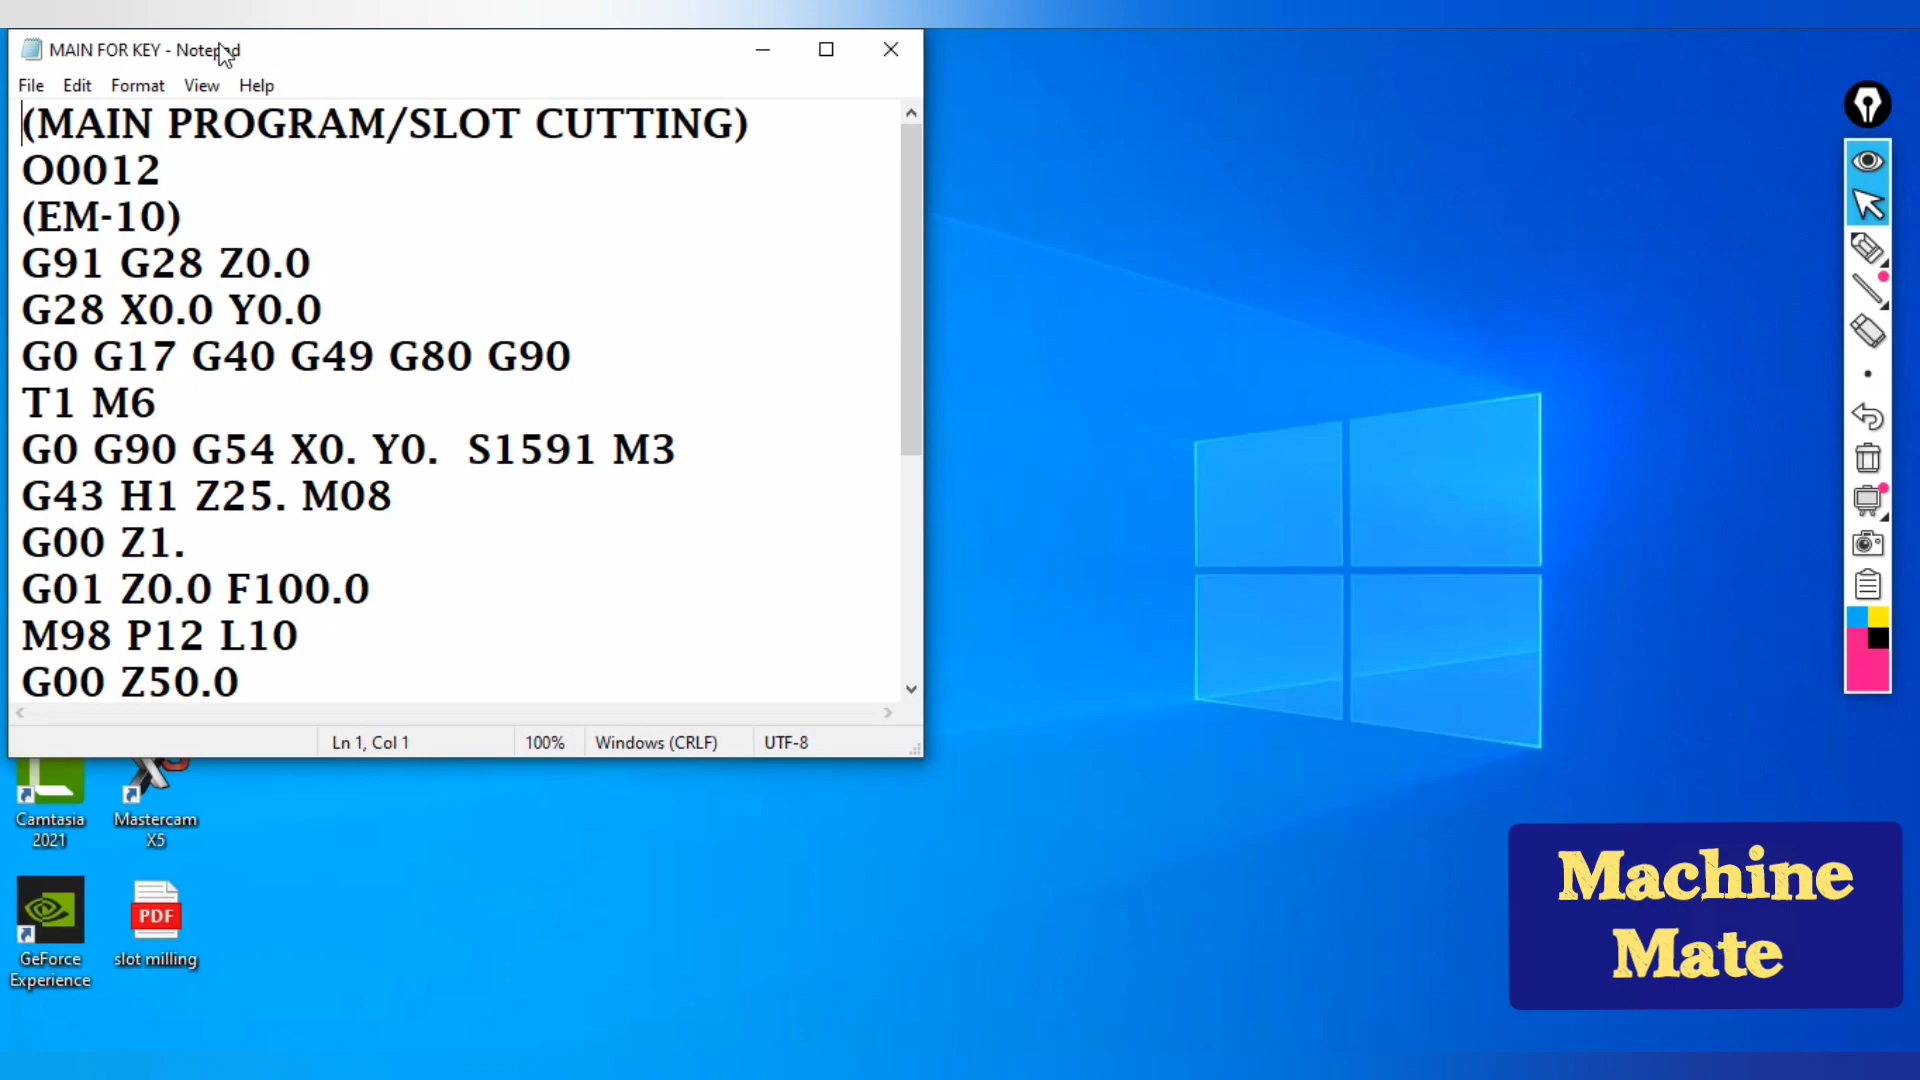 MAIN FOR KEY - Notepad
File Edit Format View Help
(MAIN PROGRAM/SLOT CUTTING)
O0012
(EM-10)
G91 G28 Z0.0
G28 X0.0 Y0.0
G0 G17 G40 G49 G80 G90
T1 M6
G0 G90 G54 X0. Y0. S1591 M3
G43 H1 Z25. M08
G00 Z1.
G01 Z0.0 F100.0
M98 P12 L10
G00 Z50.0
Ln 1, Col 1 100% Windows (CRLF) UTF-8
Camtasia
2021
Mastercam
X5
GeForce
Experience
PDF
slot milling
Machine
Mate